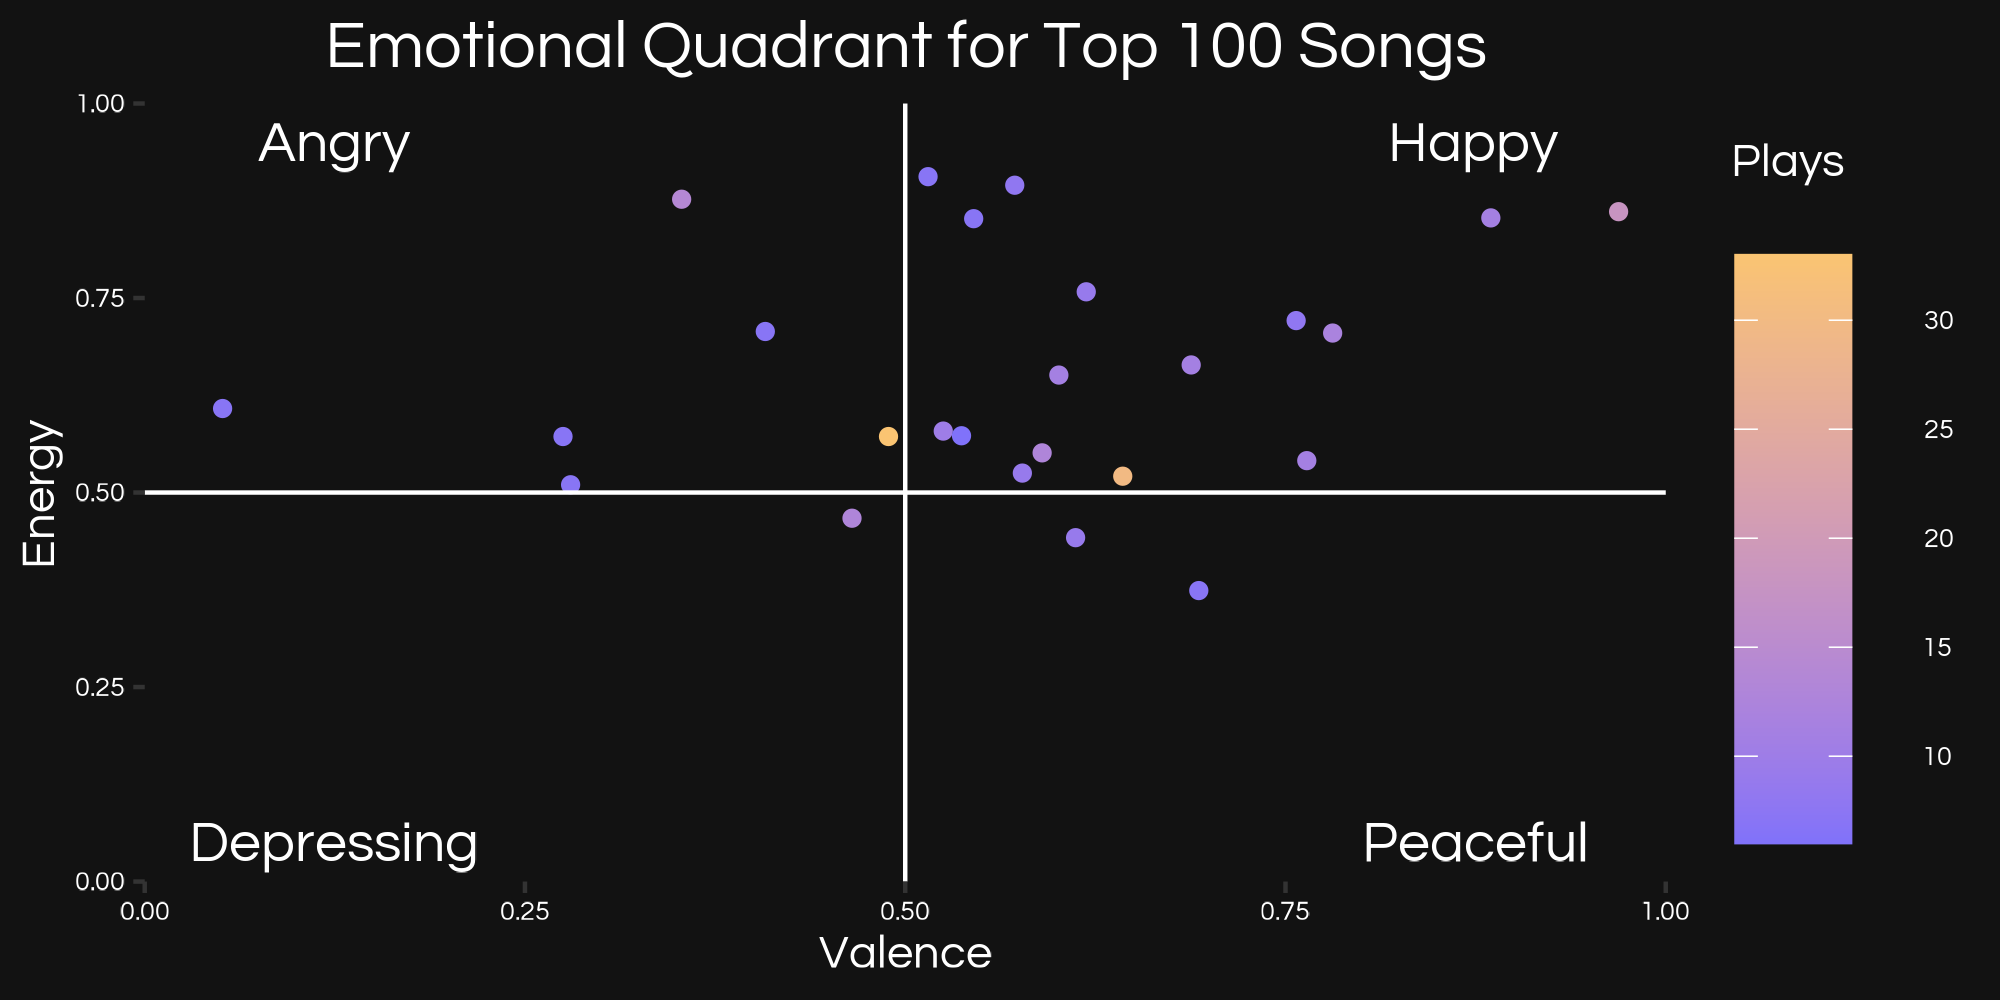 Emotional Quadrant for Top 100 Songs
Angry
Happy
Depressing
Peaceful
Energy
1.00
0.75
0.50
0.25
0.00
0.00 0.25 0.50 0.75 1.00
Valence
Plays
30
25
20
15
10